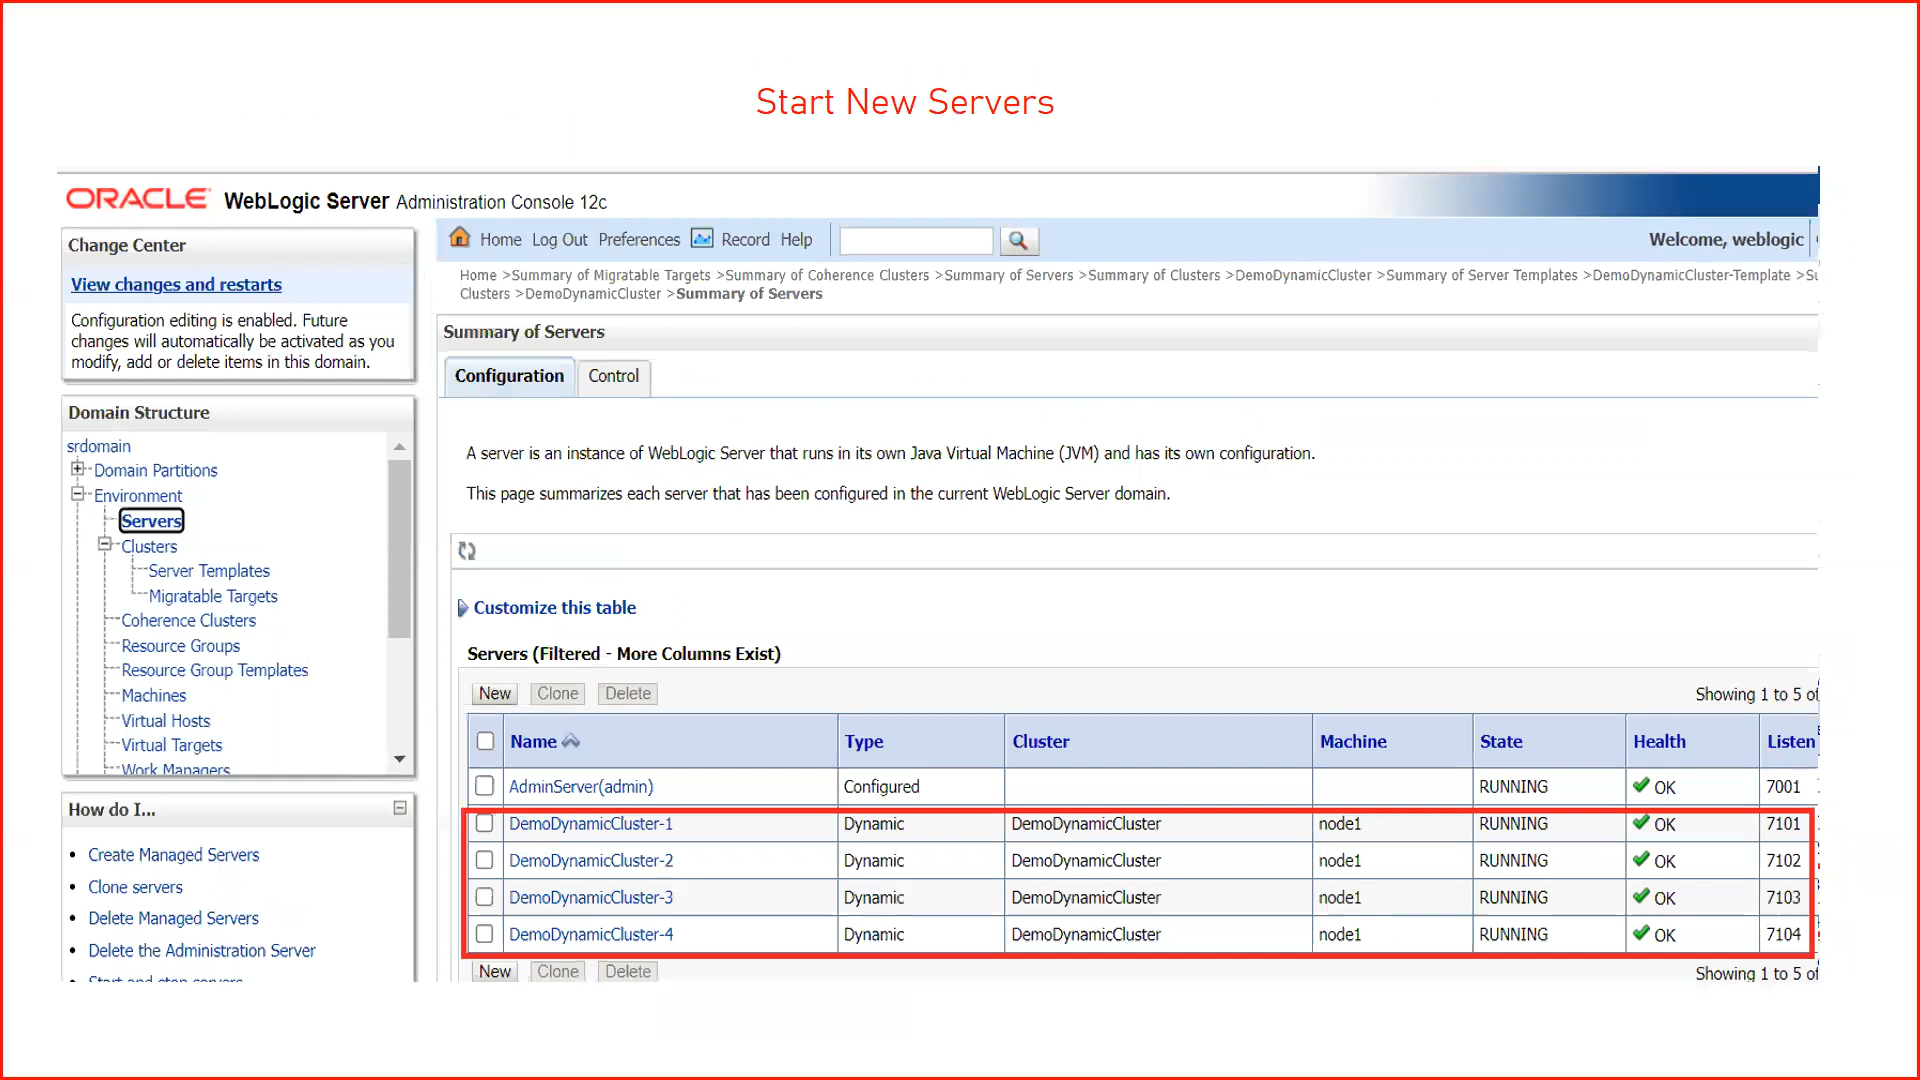 Start New Servers
ORACLE WebLogic Server Administration Console 12c
Change Center
View changes and restarts
Configuration editing is enabled. Future
changes will automatically be activated as you
modify, add or delete items in this domain.
Domain Structure
srdomain
Domain Partitions
Environment
Servers
Clusters
Server Templates
Migratable Targets
Coherence Clusters
Resource Groups
Resource Group Templates
Machines
Virtual Hosts
Virtual Targets
Work Managers
How do I...
• Create Managed Servers
• Clone servers
• Delete Managed Servers
• Delete the Administration Server
• Start and stop servers
Home Log Out Preferences Record Help
Welcome, weblogic
Home >Summary of Migratable Targets >Summary of Coherence Clusters >Summary of Servers >Summary of Clusters >DemoDynamicCluster >Summary of Server Templates >DemoDynamicCluster-Template >Su
Clusters >DemoDynamicCluster >Summary of Servers
Summary of Servers
Configuration Control
A server is an instance of WebLogic Server that runs in its own Java Virtual Machine (JVM) and has its own configuration.
This page summarizes each server that has been configured in the current WebLogic Server domain.
Customize this table
Servers (Filtered - More Columns Exist)
New Clone Delete Showing 1 to 5 of
Name Type Cluster Machine State Health Listen
AdminServer(admin) Configured RUNNING OK 7001
DemoDynamicCluster-1 Dynamic DemoDynamicCluster node1 RUNNING OK 7101
DemoDynamicCluster-2 Dynamic DemoDynamicCluster node1 RUNNING OK 7102
DemoDynamicCluster-3 Dynamic DemoDynamicCluster node1 RUNNING OK 7103
DemoDynamicCluster-4 Dynamic DemoDynamicCluster node1 RUNNING OK 7104
New Clone Delete Showing 1 to 5 of